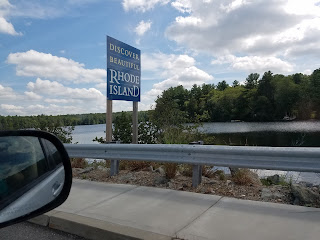 DISCOVER
BEAUTIFUL
RHODE
ISLAND